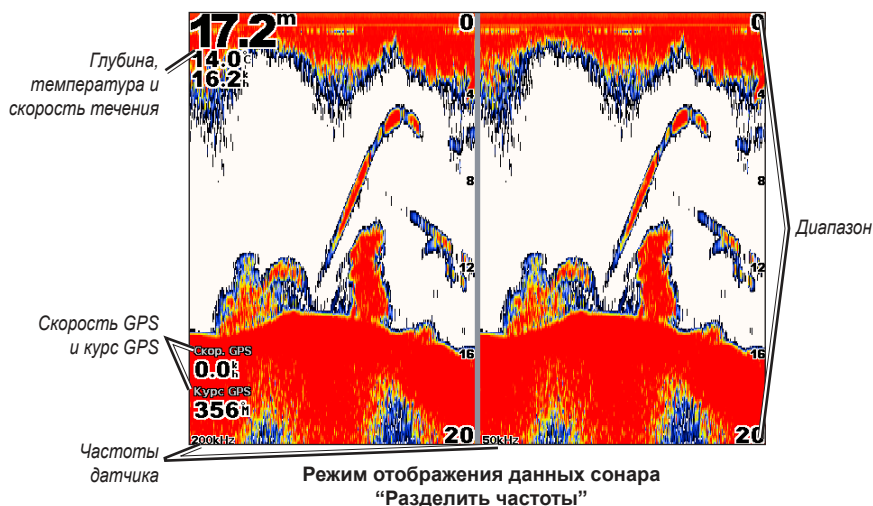 17.2m
14.0°C
16.2k/h
0
4
8
12
16
20
0
4
8
12
16
20
Скор. GPS
0.0k/h
Курс GPS
356°M
200kHz
50kHz
Глубина,
температура и
скорость течения
Скорость GPS
и курс GPS
Частоты
датчика
Диапазон
Режим отображения данных сонара
“Разделить частоты”